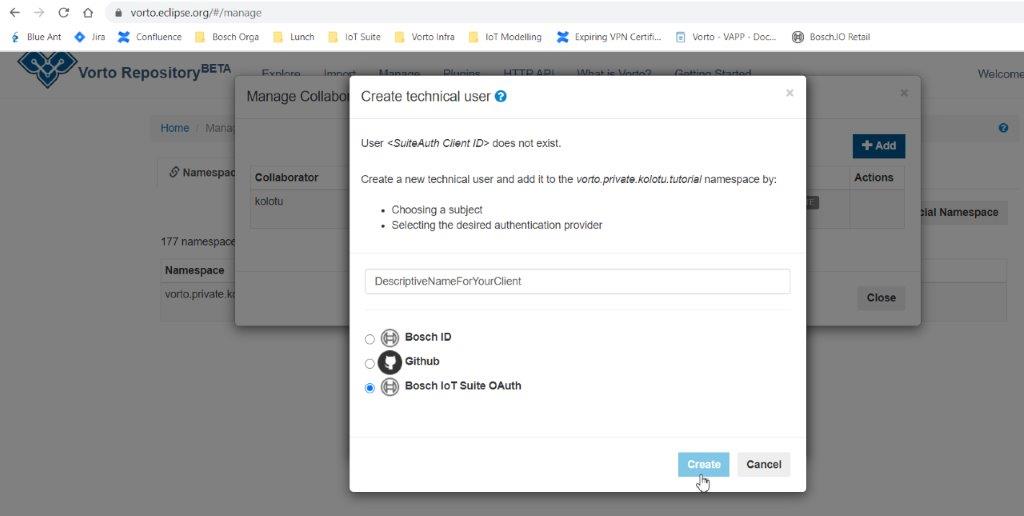 vorto.eclipse.org/#/manage
Blue Ant Jira Confluence Bosch Orga Lunch IoT Suite Vorto Infra IoT Modelling Expiring VPN Certifi... Vorto - VAPP - Doc... Bosch.IO Retail
Vorto Repository BETA Explore Import Manage Plugins HTTP API What is Vorto? Getting Started Welcome
Manage Collabor
Create technical user ? × ×
Home / Mana
User <SuiteAuth Client ID> does not exist.
+ Add
Namespac
Collaborator
Create a new technical user and add it to the vorto.private.kolotu.tutorial namespace by:
Actions
kolotu
• Choosing a subject
cial Namespace
• Selecting the desired authentication provider
177 namespace
Namespace
DescriptiveNameForYourClient
vorto.private.ko
Close
Bosch ID
Github
Bosch IoT Suite OAuth
Create Cancel